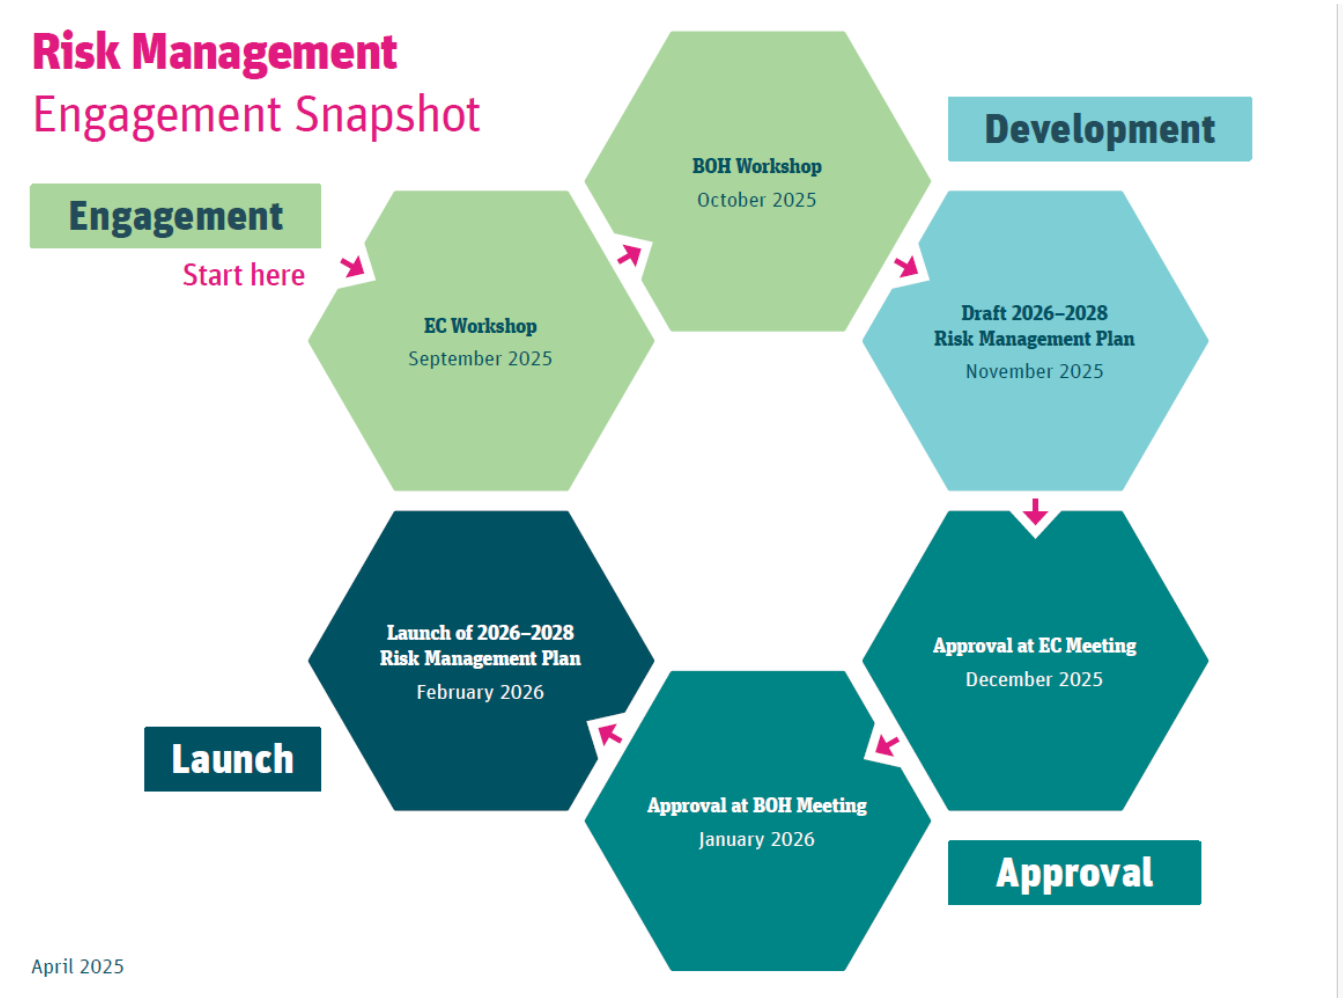 Risk Management
Engagement Snapshot
Engagement
Start here
EC Workshop
September 2025
BOH Workshop
October 2025
Development
Draft 2026–2028
Risk Management Plan
November 2025
Approval at EC Meeting
December 2025
Approval
Approval at BOH Meeting
January 2026
Launch of 2026–2028
Risk Management Plan
February 2026
Launch
April 2025